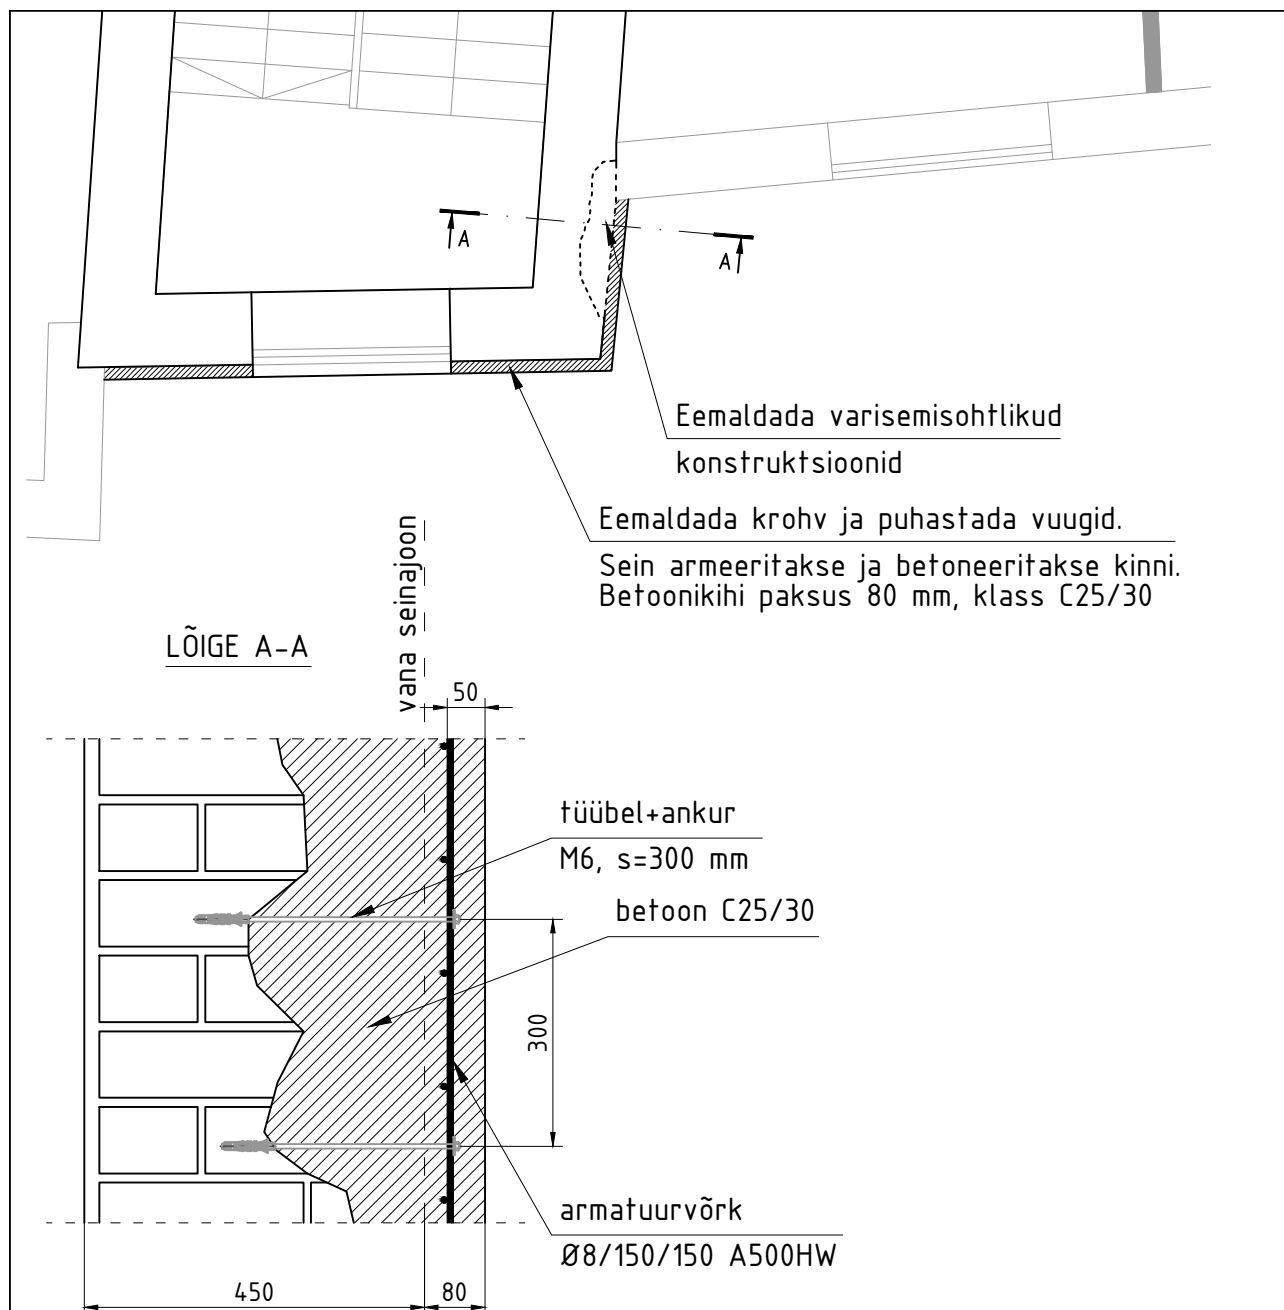 A
A
Eemaldada varisemisohtlikud
konstruktsioonid
Eemaldada krohv ja puhastada vuugid.
Sein armeeritakse ja betoneeritakse kinni.
Betoonikihi paksus 80 mm, klass C25/30
LÕIGE A-A
vana seinajoon
50
tüübel+ankur
M6, s=300 mm
betoon C25/30
300
armatuurvõrk
Ø8/150/150 A500HW
450
80